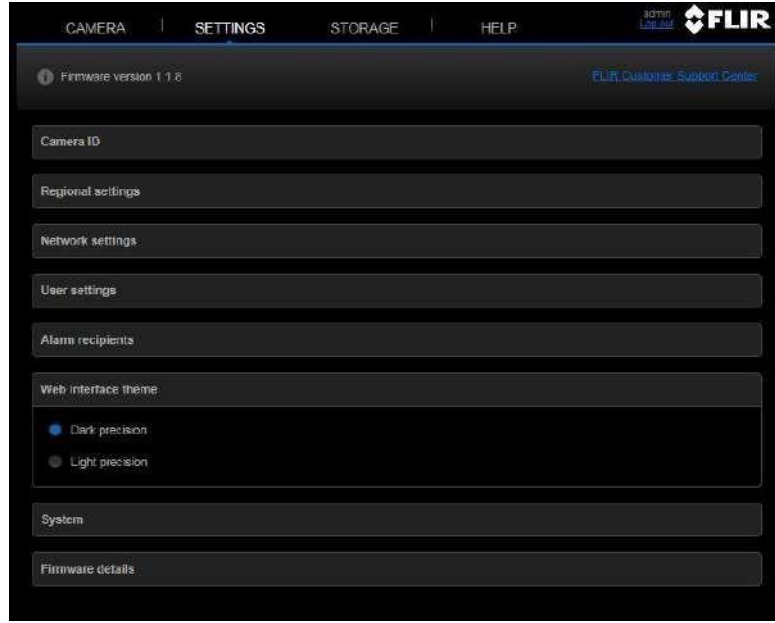 CAMERA | SETTINGS STORAGE | HELP
admin
Log out
FLIR
Firmware version 1.1.8
FLIR Customer Support Center
Camera ID
Regional settings
Network settings
User settings
Alarm recipients
Web interface theme
Dark precision
Light precision
System
Firmware details